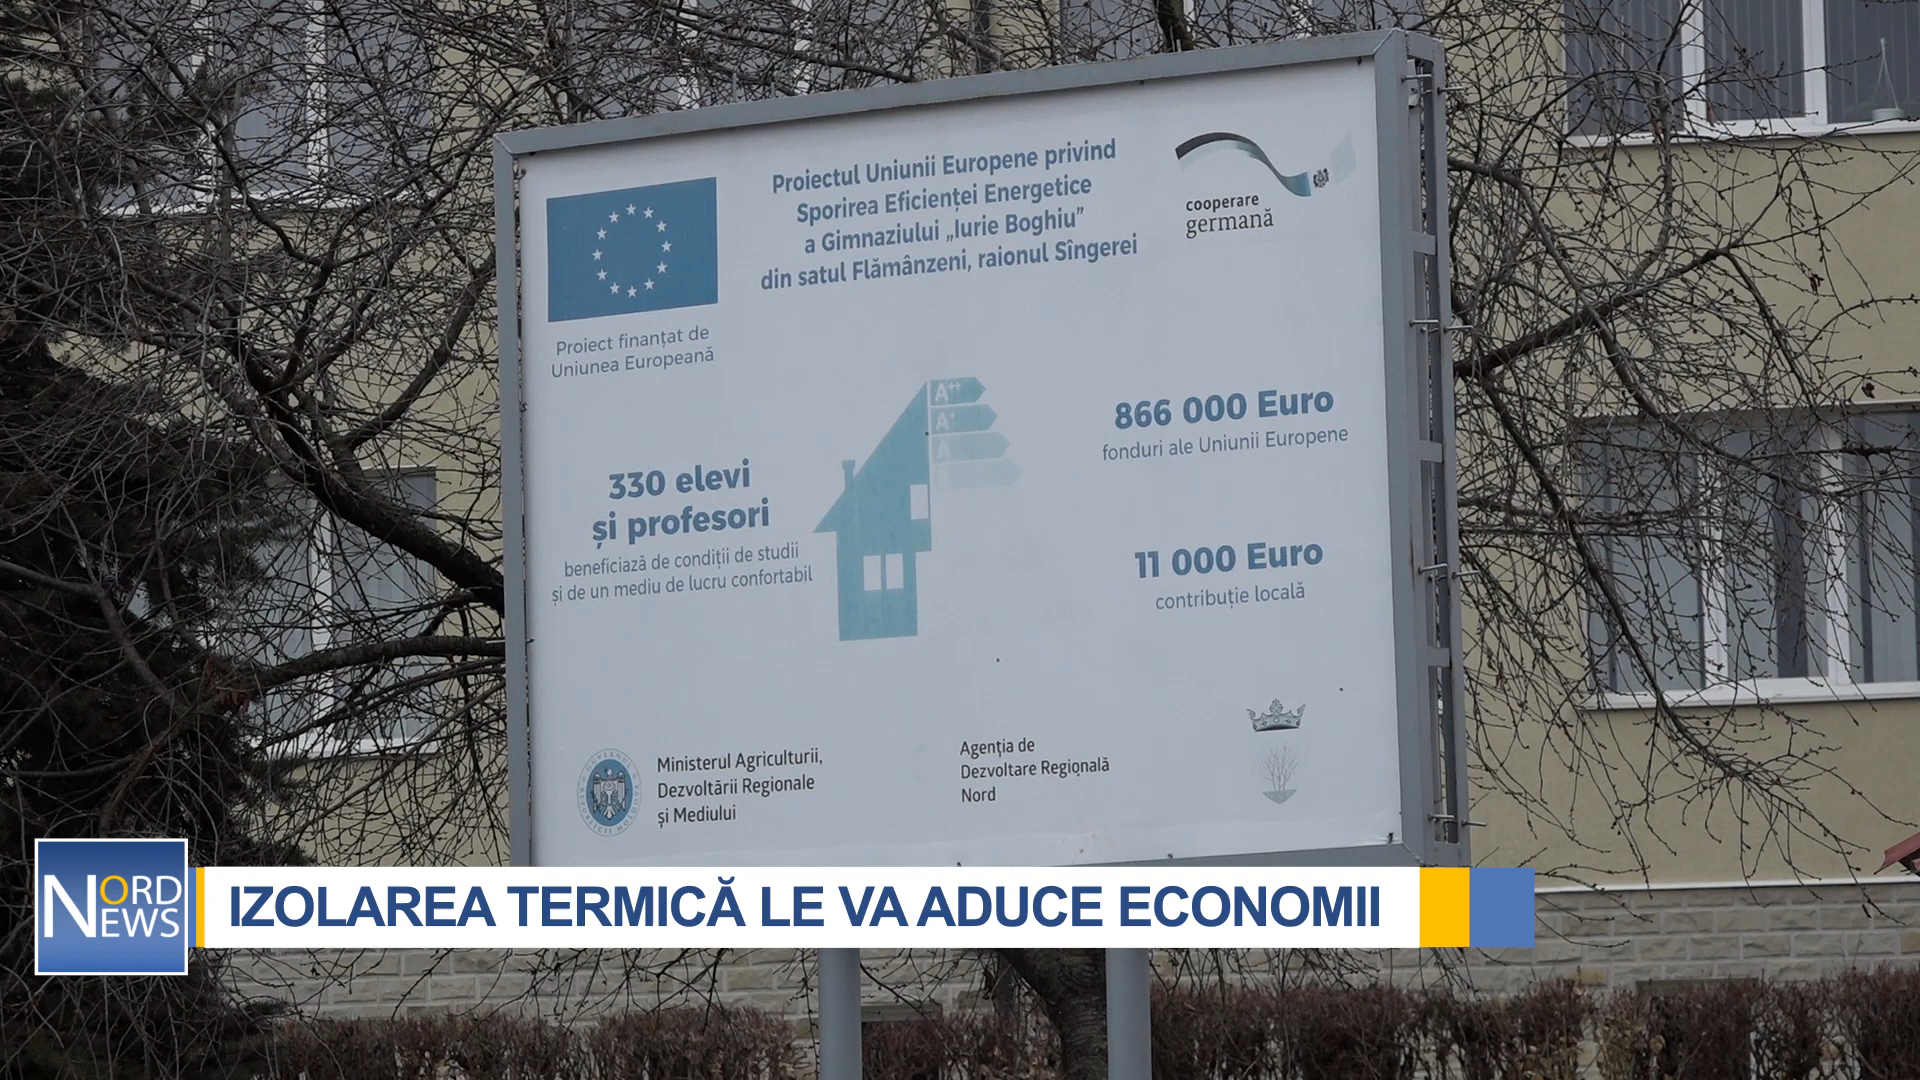 Proiectul Uniunii Europene privind
Sporirea Eficienței Energetice
a Gimnaziului „Iurie Boghiu”
din satul Flămânzeni, raionul Sîngerei
cooperare
germană
Proiect finanțat de
Uniunea Europeană
A++
A+
A
330 elevi
și profesori
beneficiază de condiții de studii
și de un mediu de lucru confortabil
866 000 Euro
fonduri ale Uniunii Europene
11 000 Euro
contribuție locală
Ministerul Agriculturii,
Dezvoltării Regionale
și Mediului
Agenția de
Dezvoltare Regională
Nord
NORD
NEWS
IZOLAREA TERMICĂ LE VA ADUCE ECONOMII